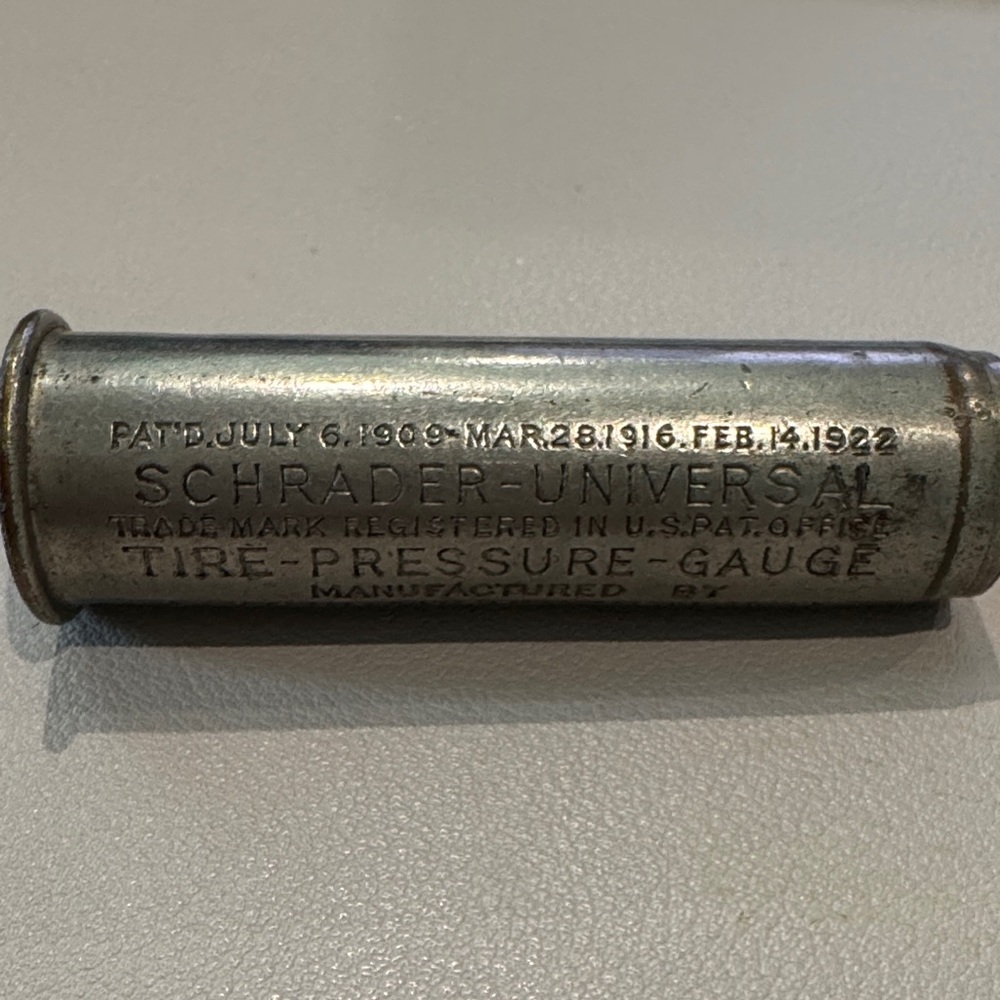 PAT'D. JULY 6. 1909-MAR. 28. 1916. FEB. 14. 1922
SCHRADER-UNIVERSAL
TRADE MARK REGISTERED IN U.S. PAT. OFFICE
TIRE-PRESSURE-GAUGE
MANUFACTURED BY